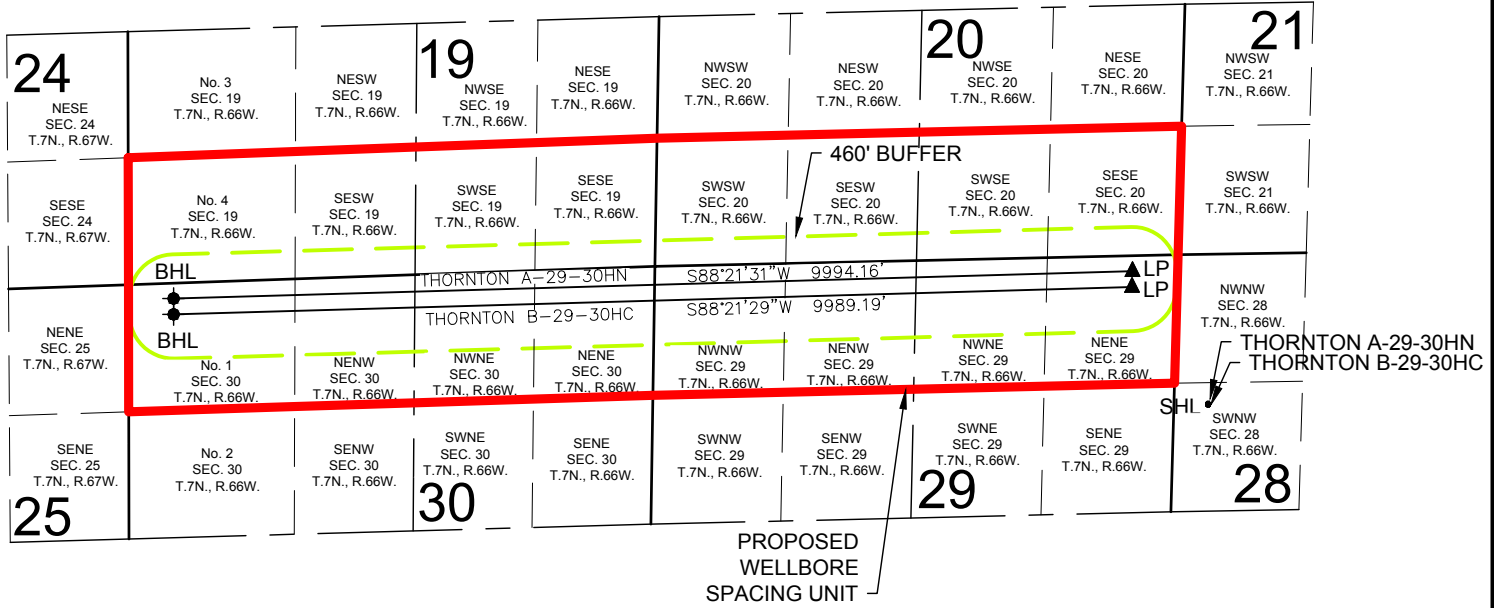 24
19
20
21
NESE
SEC. 24
T.7N., R.67W.
No. 3
SEC. 19
T.7N., R.66W.
NESW
SEC. 19
T.7N., R.66W.
NWSE
SEC. 19
T.7N., R.66W.
NESE
SEC. 19
T.7N., R.66W.
NWSW
SEC. 20
T.7N., R.66W.
NESW
SEC. 20
T.7N., R.66W.
NWSE
SEC. 20
T.7N., R.66W.
NESE
SEC. 20
T.7N., R.66W.
NWSW
SEC. 21
T.7N., R.66W.
460' BUFFER
SESE
SEC. 24
T.7N., R.67W.
No. 4
SEC. 19
T.7N., R.66W.
SESW
SEC. 19
T.7N., R.66W.
SWSE
SEC. 19
T.7N., R.66W.
SESE
SEC. 19
T.7N., R.66W.
SWSW
SEC. 20
T.7N., R.66W.
SESW
SEC. 20
T.7N., R.66W.
SWSE
SEC. 20
T.7N., R.66W.
SESE
SEC. 20
T.7N., R.66W.
SWSW
SEC. 21
T.7N., R.66W.
BHL
THORNTON A-29-30HN S88°21'31"W 9994.16'
LP
THORNTON B-29-30HC S88°21'29"W 9989.19'
LP
BHL
NENE
SEC. 25
T.7N., R.67W.
No. 1
SEC. 30
T.7N., R.66W.
NENW
SEC. 30
T.7N., R.66W.
NWNE
SEC. 30
T.7N., R.66W.
NENE
SEC. 30
T.7N., R.66W.
NWNW
SEC. 29
T.7N., R.66W.
NENW
SEC. 29
T.7N., R.66W.
NWNE
SEC. 29
T.7N., R.66W.
NENE
SEC. 29
T.7N., R.66W.
NWNW
SEC. 28
T.7N., R.66W.
THORNTON A-29-30HN
THORNTON B-29-30HC
SHL
SENE
SEC. 25
T.7N., R.67W.
No. 2
SEC. 30
T.7N., R.66W.
SENW
SEC. 30
T.7N., R.66W.
SWNE
SEC. 30
T.7N., R.66W.
SENE
SEC. 30
T.7N., R.66W.
SWNW
SEC. 29
T.7N., R.66W.
SENW
SEC. 29
T.7N., R.66W.
SWNE
SEC. 29
T.7N., R.66W.
SENE
SEC. 29
T.7N., R.66W.
SWNW
SEC. 28
T.7N., R.66W.
25
30
29
28
PROPOSED
WELLBORE
SPACING UNIT